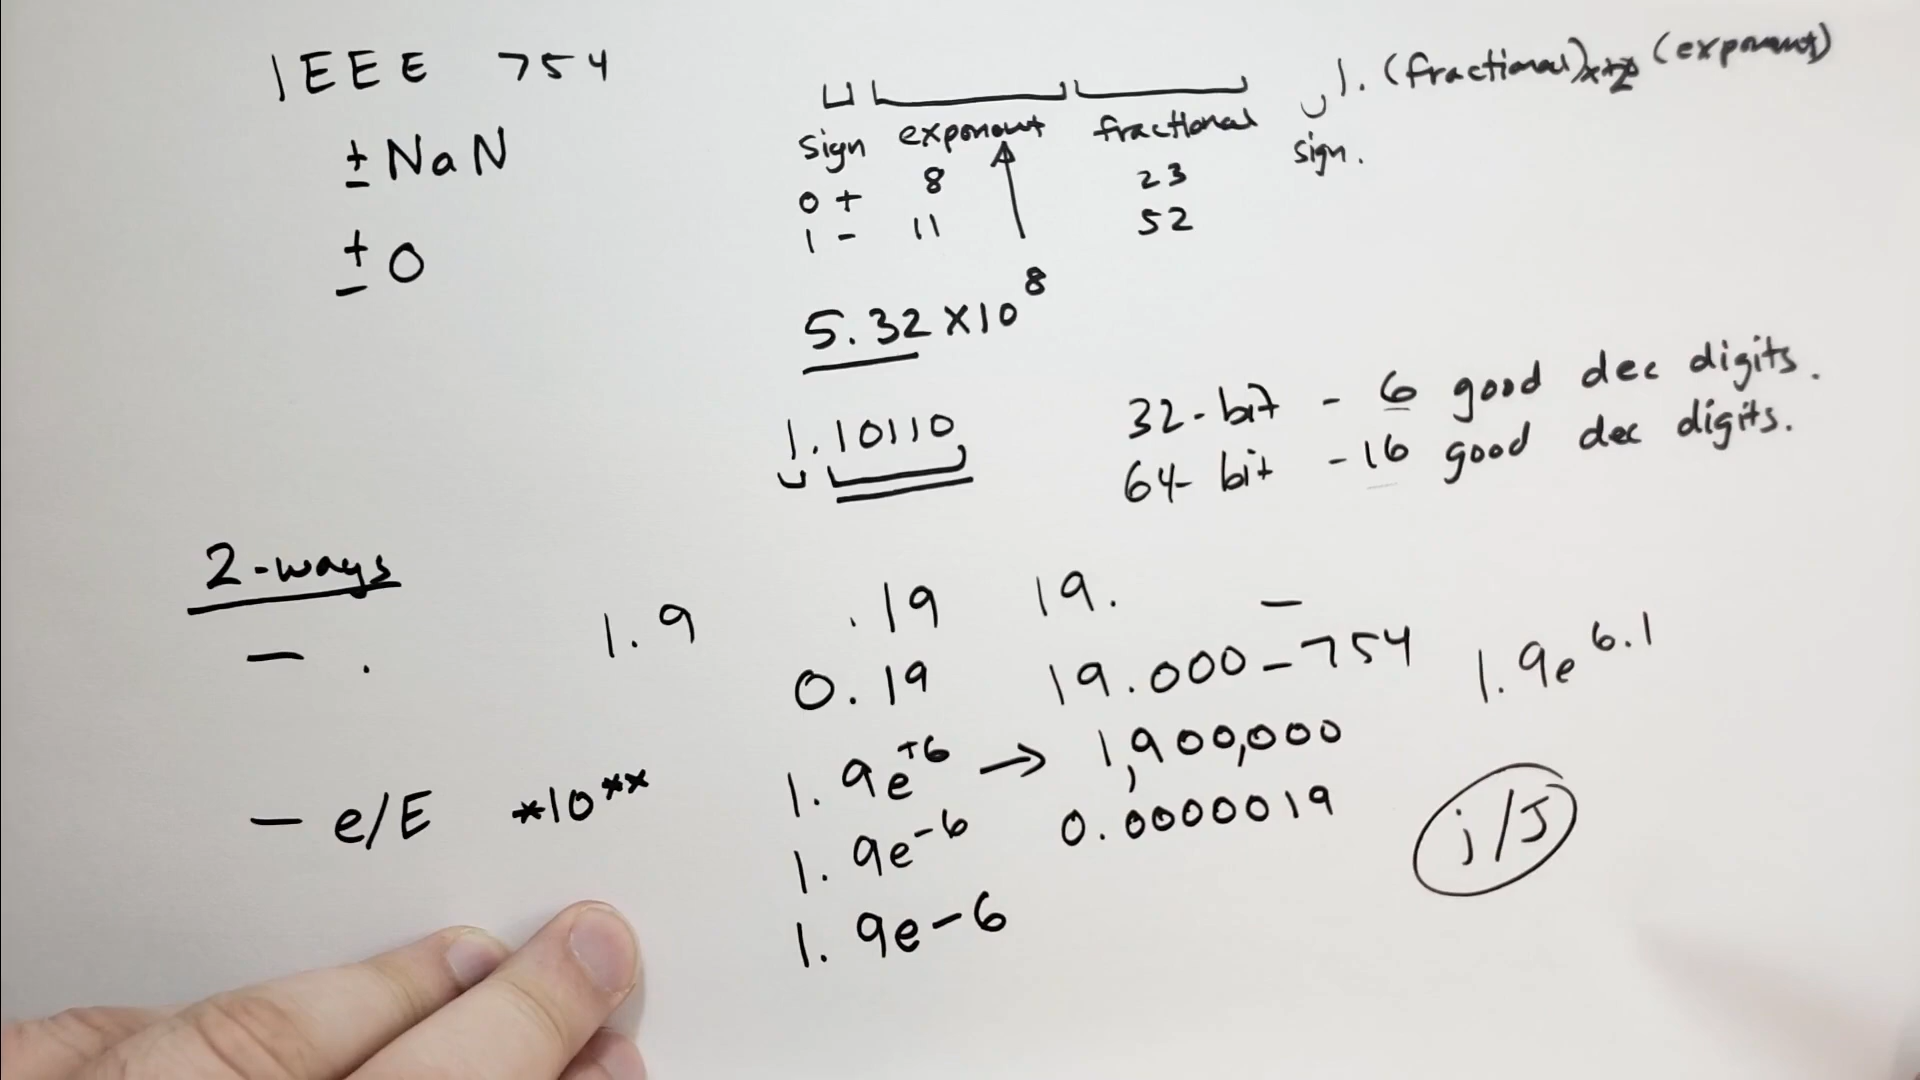 IEEE 754
± NaN
± 0
sign exponent fractional
0 + 8 23
1 - 11 52
1. (fractional) (exponent)
sign.
5.32 ×10^8
1.10110
32-bit - 6 good dec digits.
64-bit - 16 good dec digits.
2-ways
- .
1.9 .19 19. -
0.19 19.000-754 1.9e^6.1
- e/E *10**
1.9e^+6 → 1,900,000
1.9e^-6 0.0000019
1.9e-6
j/J